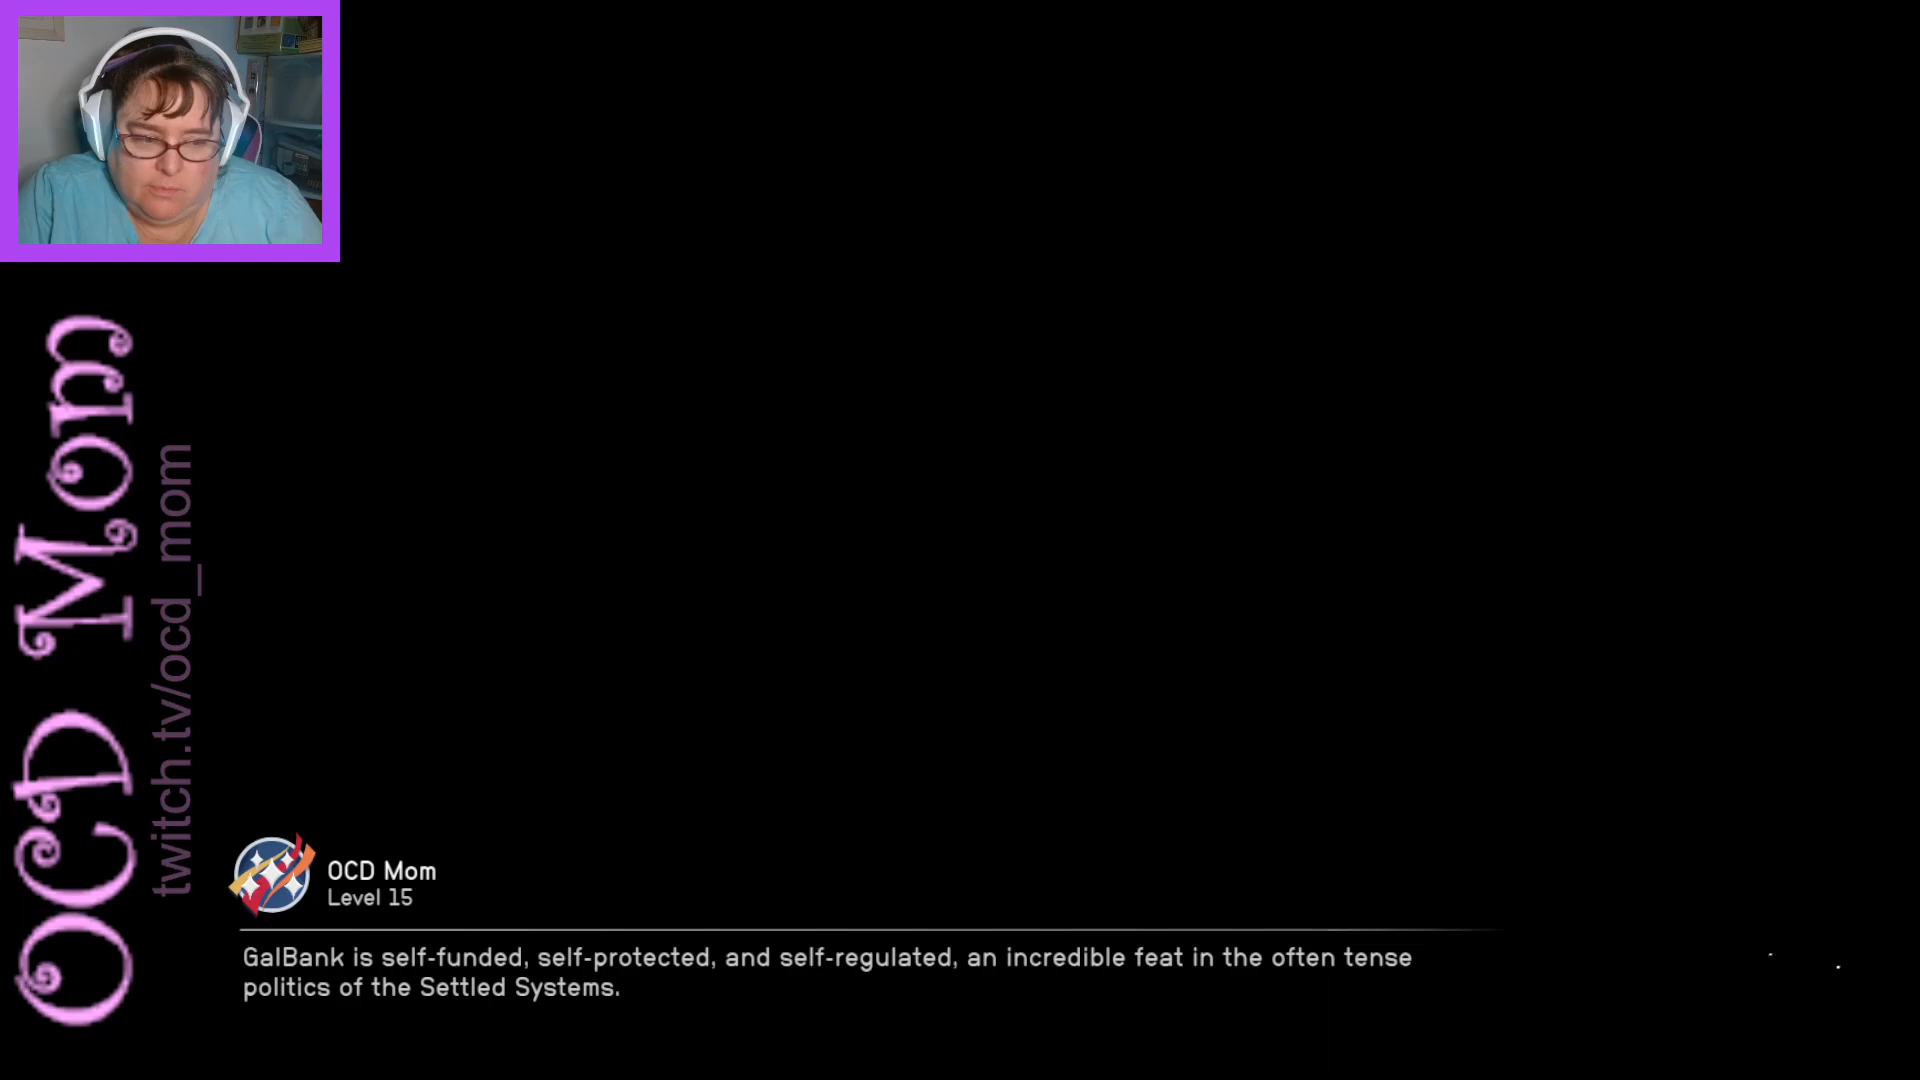 OCD Mom
twitch.tv/ocd_mom
OCD Mom
Level 15
GalBank is self-funded, self-protected, and self-regulated, an incredible feat in the often tense
politics of the Settled Systems.